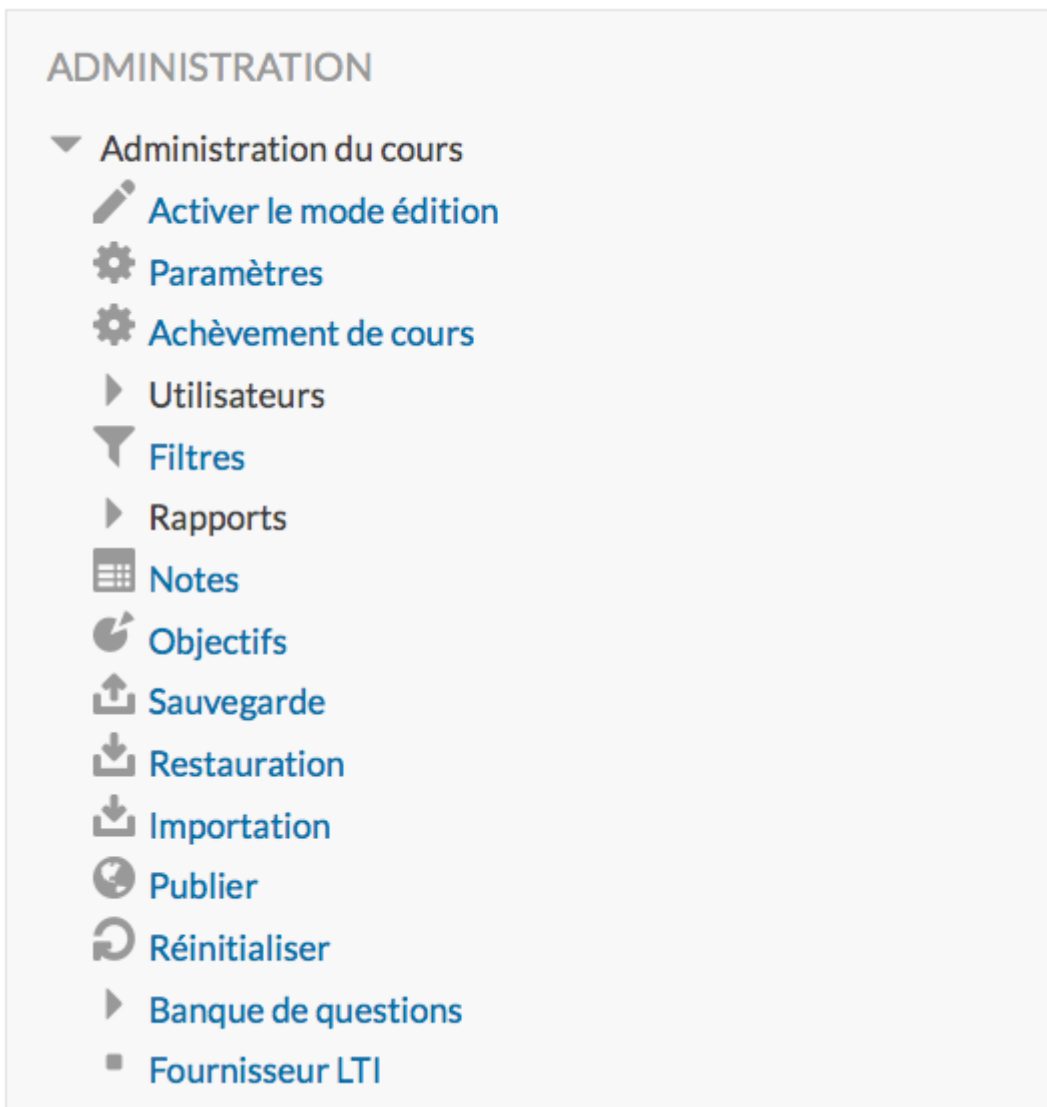 ADMINISTRATION
Administration du cours
Activer le mode édition
Paramètres
Achèvement de cours
Utilisateurs
Filtres
Rapports
Notes
Objectifs
Sauvegarde
Restauration
Importation
Publier
Réinitialiser
Banque de questions
Fournisseur LTI